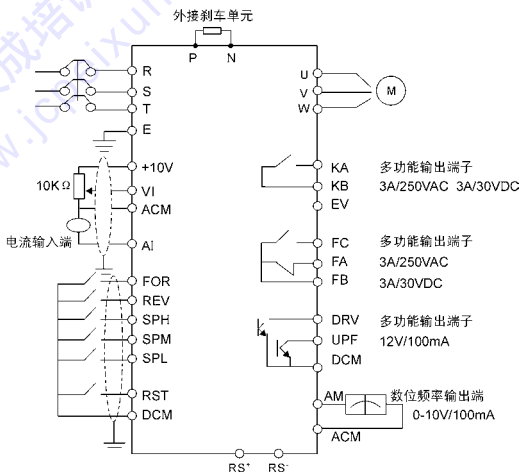 外接刹车单元
P N
R
S
T
E
+10V
10KΩ
VI
ACM
电流输入端
AI
FOR
REV
SPH
SPM
SPL
RST
DCM
U
V
W
M
KA 多功能输出端子
KB 3A/250VAC 3A/30VDC
EV
FC 多功能输出端子
FA 3A/250VAC
FB 3A/30VDC
DRV 多功能输出端子
UPF 12V/100mA
DCM
AM 数位频率输出端
0-10V/100mA
ACM
RS+ RS-
成培训
w.jcpeixun.